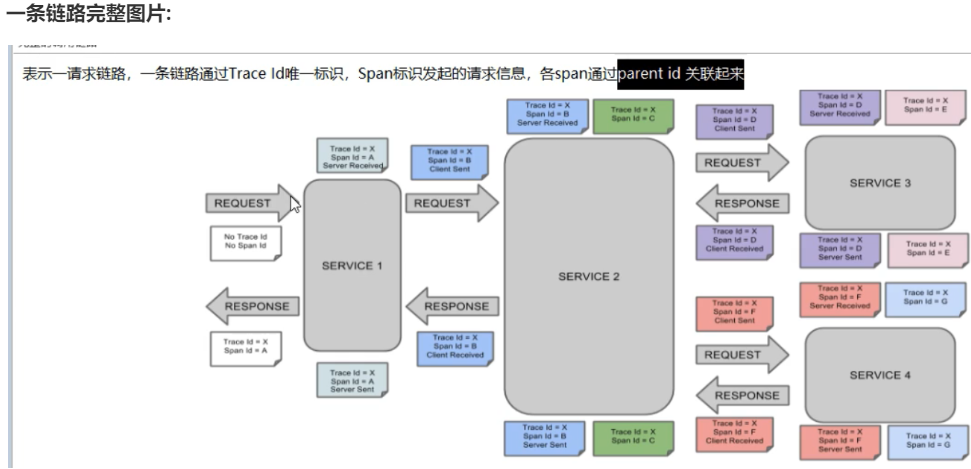 一条链路完整图片:
表示一请求链路，一条链路通过Trace Id唯一标识，Span标识发起的请求信息，各span通过parent id 关联起来
Trace Id = X
Span Id = A
Server Received
Trace Id = X
Span Id = B
Client Sent
Trace Id = X
Span Id = B
Server Received
Trace Id = X
Span Id = C
Trace Id = X
Span Id = D
Client Sent
Trace Id = X
Span Id = D
Server Received
Trace Id = X
Span Id = E
REQUEST
REQUEST
REQUEST
SERVICE 3
RESPONSE
No Trace Id
No Span Id
SERVICE 1
SERVICE 2
Trace Id = X
Span Id = D
Client Received
Trace Id = X
Span Id = D
Server Sent
Trace Id = X
Span Id = E
RESPONSE
RESPONSE
Trace Id = X
Span Id = F
Client Sent
Trace Id = X
Span Id = F
Server Received
Trace Id = X
Span Id = G
Trace Id = X
Span Id = A
Trace Id = X
Span Id = B
Client Received
REQUEST
SERVICE 4
RESPONSE
Trace Id = X
Span Id = A
Server Sent
Trace Id = X
Span Id = B
Server Sent
Trace Id = X
Span Id = C
Trace Id = X
Span Id = F
Client Received
Trace Id = X
Span Id = F
Server Sent
Trace Id = X
Span Id = G